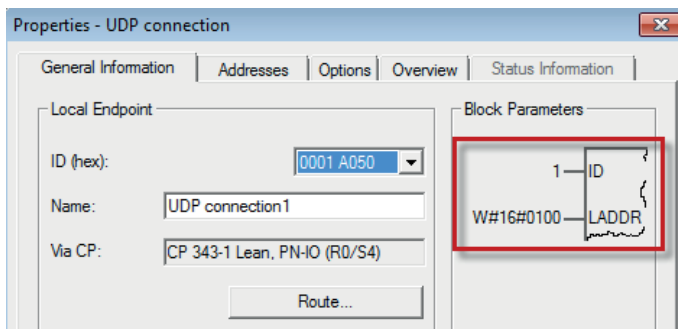 Properties - UDP connection
General Information Addresses Options Overview Status Information
Local Endpoint
ID (hex): 0001 A050
Name: UDP connection1
Via CP: CP 343-1 Lean, PN-IO (R0/S4)
Route...
Block Parameters
1 ID
W#16#0100 LADDR